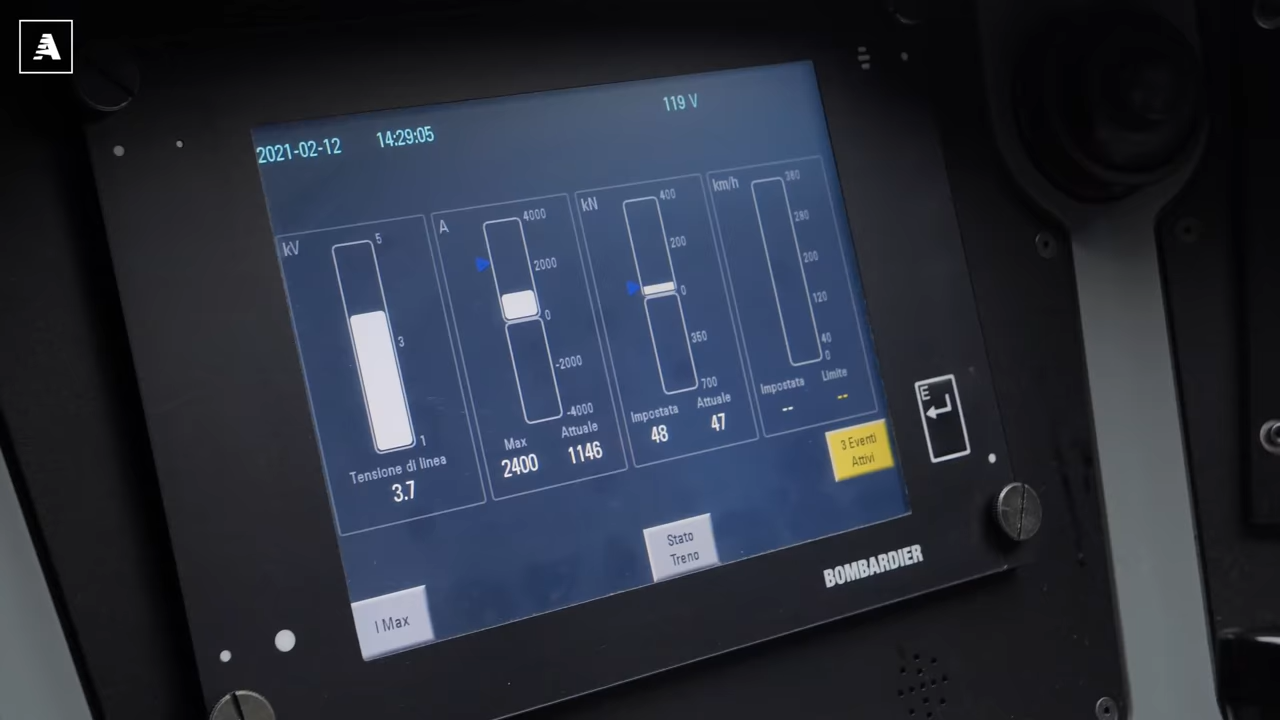 A
2021-02-12 14:29:05
119 V
kV
5
3
1
Tensione di linea
3.7
A
4000
2000
0
-2000
-4000
Max Attuale
2400 1146
kN
400
200
0
350
700
Impostata Attuale
48 47
km/h
360
280
200
120
40
0
Impostata Limite
-- --
3 Eventi
Attivi
E
Stato
Treno
I Max
BOMBARDIER